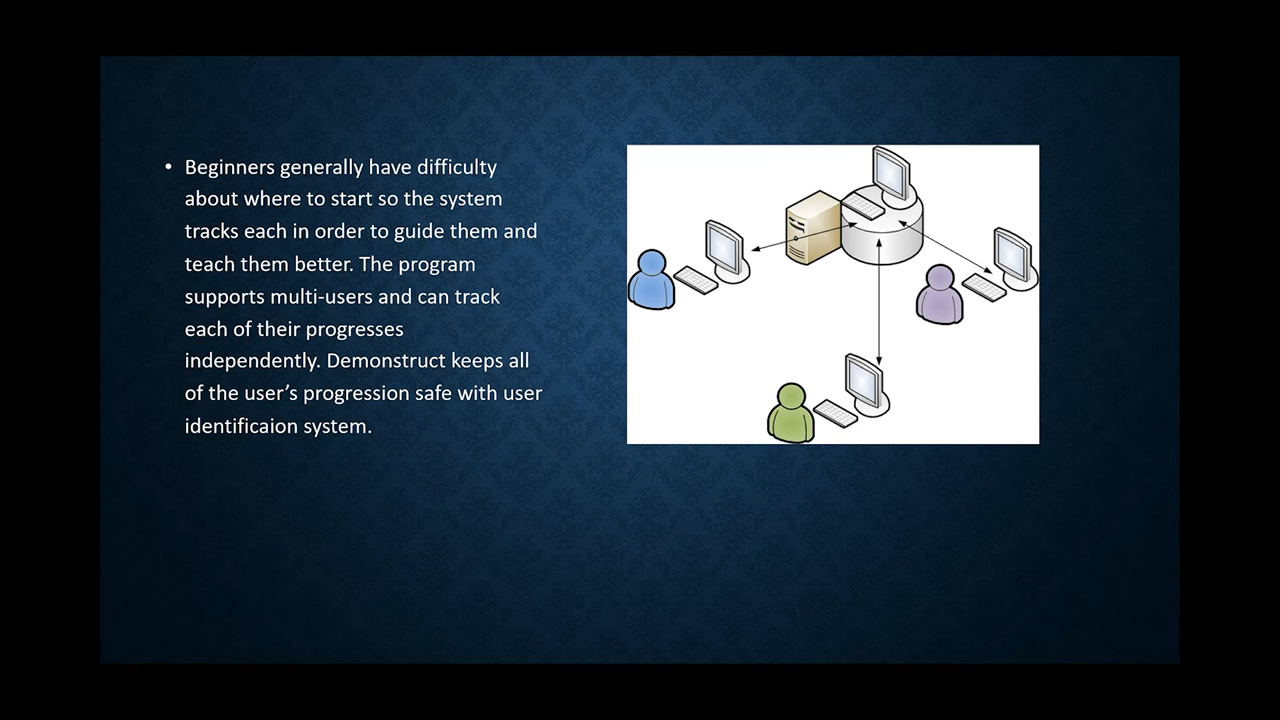 • Beginners generally have difficulty
about where to start so the system
tracks each in order to guide them and
teach them better. The program
supports multi-users and can track
each of their progresses
independently. Demonstruct keeps all
of the user’s progression safe with user
identificaion system.